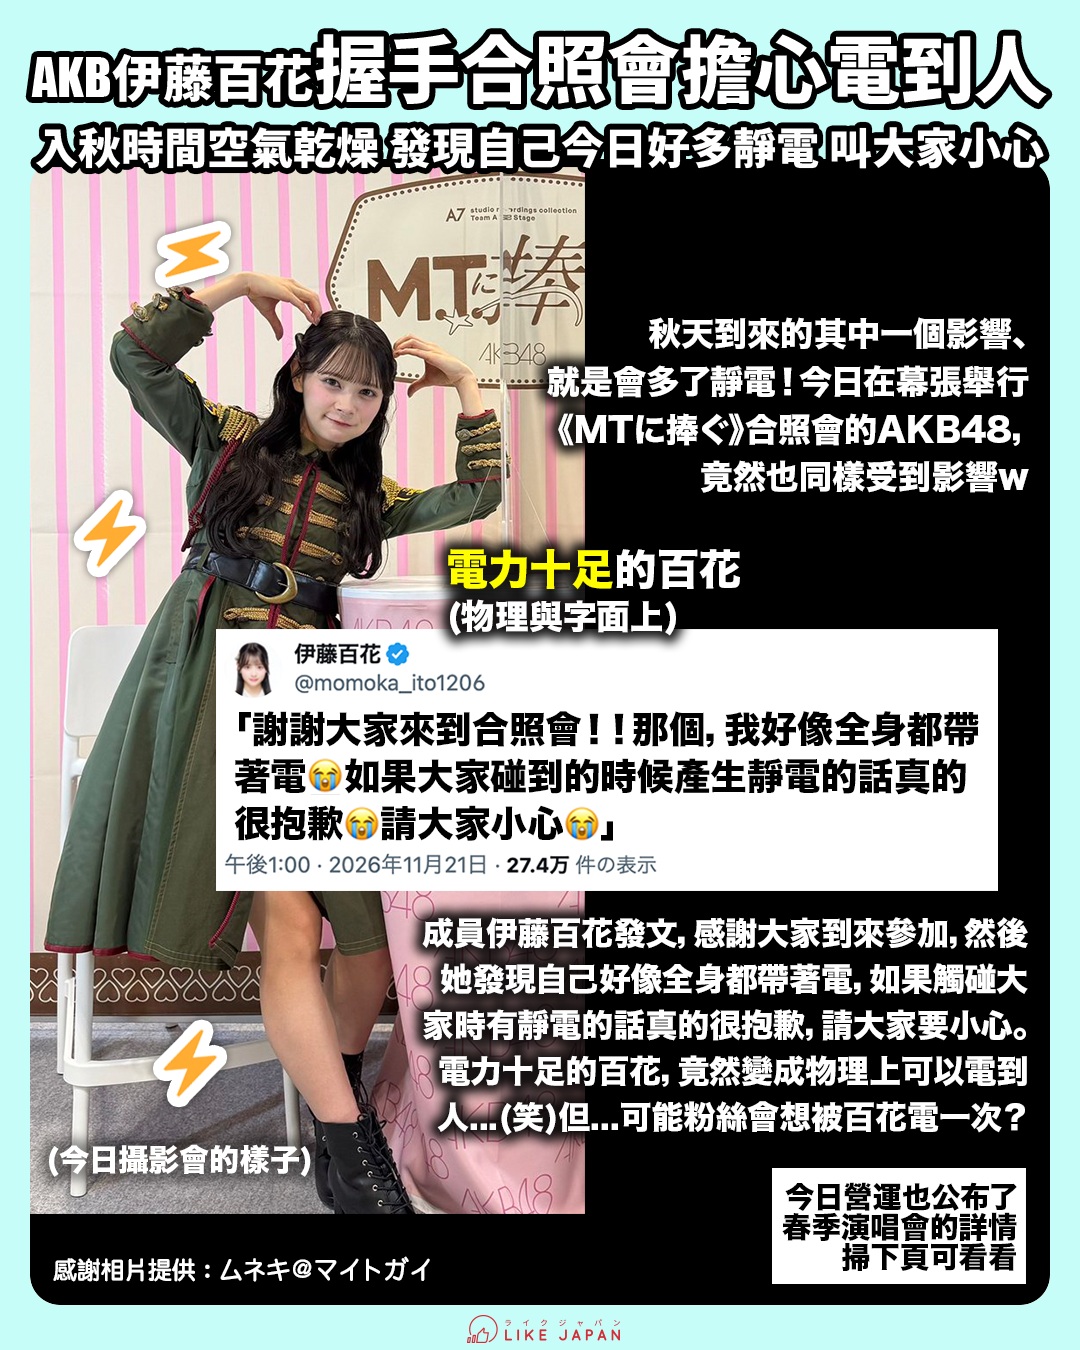 AKB伊藤百花握手合照會擔心電到人
入秋時間空氣乾燥 發現自己今日好多靜電 叫大家小心
A7 studio recordings collection
Team A Stage
M.T.に捧
AKB48
秋天到來的其中一個影響、
就是會多了靜電！今日在幕張舉行
《MTに捧ぐ》合照會的AKB48,
竟然也同樣受到影響w
電力十足的百花
(物理與字面上)
伊藤百花
@momoka_ito1206
「謝謝大家來到合照會！！那個, 我好像全身都帶
著電😭如果大家碰到的時候產生靜電的話真的
很抱歉😭請大家小心😭」
午後1:00 · 2026年11月21日 · 27.4万 件の表示
成員伊藤百花發文, 感謝大家到來參加, 然後
她發現自己好像全身都帶著電, 如果觸碰大
家時有靜電的話真的很抱歉, 請大家要小心。
電力十足的百花, 竟然變成物理上可以電到
人...(笑)但...可能粉絲會想被百花電一次？
(今日攝影會的樣子)
今日營運也公布了
春季演唱會的詳情
掃下頁可看看
感謝相片提供：ムネキ@マイトガイ
ライクジャパン
LIKE JAPAN